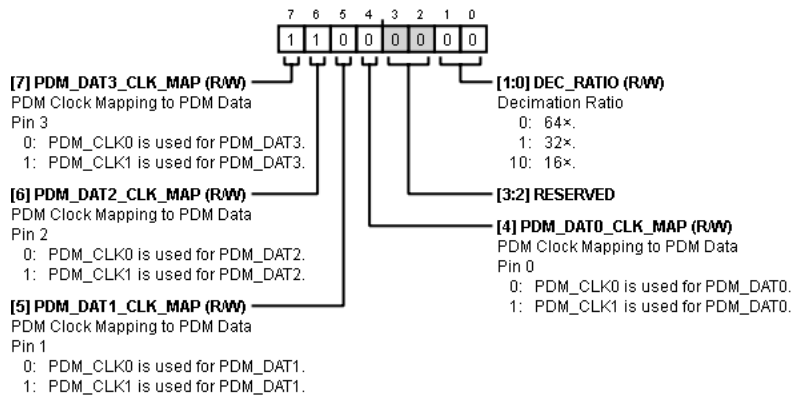 7 6 5 4 3 2 1 0
1 1 0 0 0 0 0 0
[7] PDM_DAT3_CLK_MAP (R/W)
PDM Clock Mapping to PDM Data
Pin 3
0: PDM_CLK0 is used for PDM_DAT3.
1: PDM_CLK1 is used for PDM_DAT3.
[6] PDM_DAT2_CLK_MAP (R/W)
PDM Clock Mapping to PDM Data
Pin 2
0: PDM_CLK0 is used for PDM_DAT2.
1: PDM_CLK1 is used for PDM_DAT2.
[5] PDM_DAT1_CLK_MAP (R/W)
PDM Clock Mapping to PDM Data
Pin 1
0: PDM_CLK0 is used for PDM_DAT1.
1: PDM_CLK1 is used for PDM_DAT1.
[1:0] DEC_RATIO (R/W)
Decimation Ratio
0: 64×.
1: 32×.
10: 16×.
[3:2] RESERVED
[4] PDM_DAT0_CLK_MAP (R/W)
PDM Clock Mapping to PDM Data
Pin 0
0: PDM_CLK0 is used for PDM_DAT0.
1: PDM_CLK1 is used for PDM_DAT0.